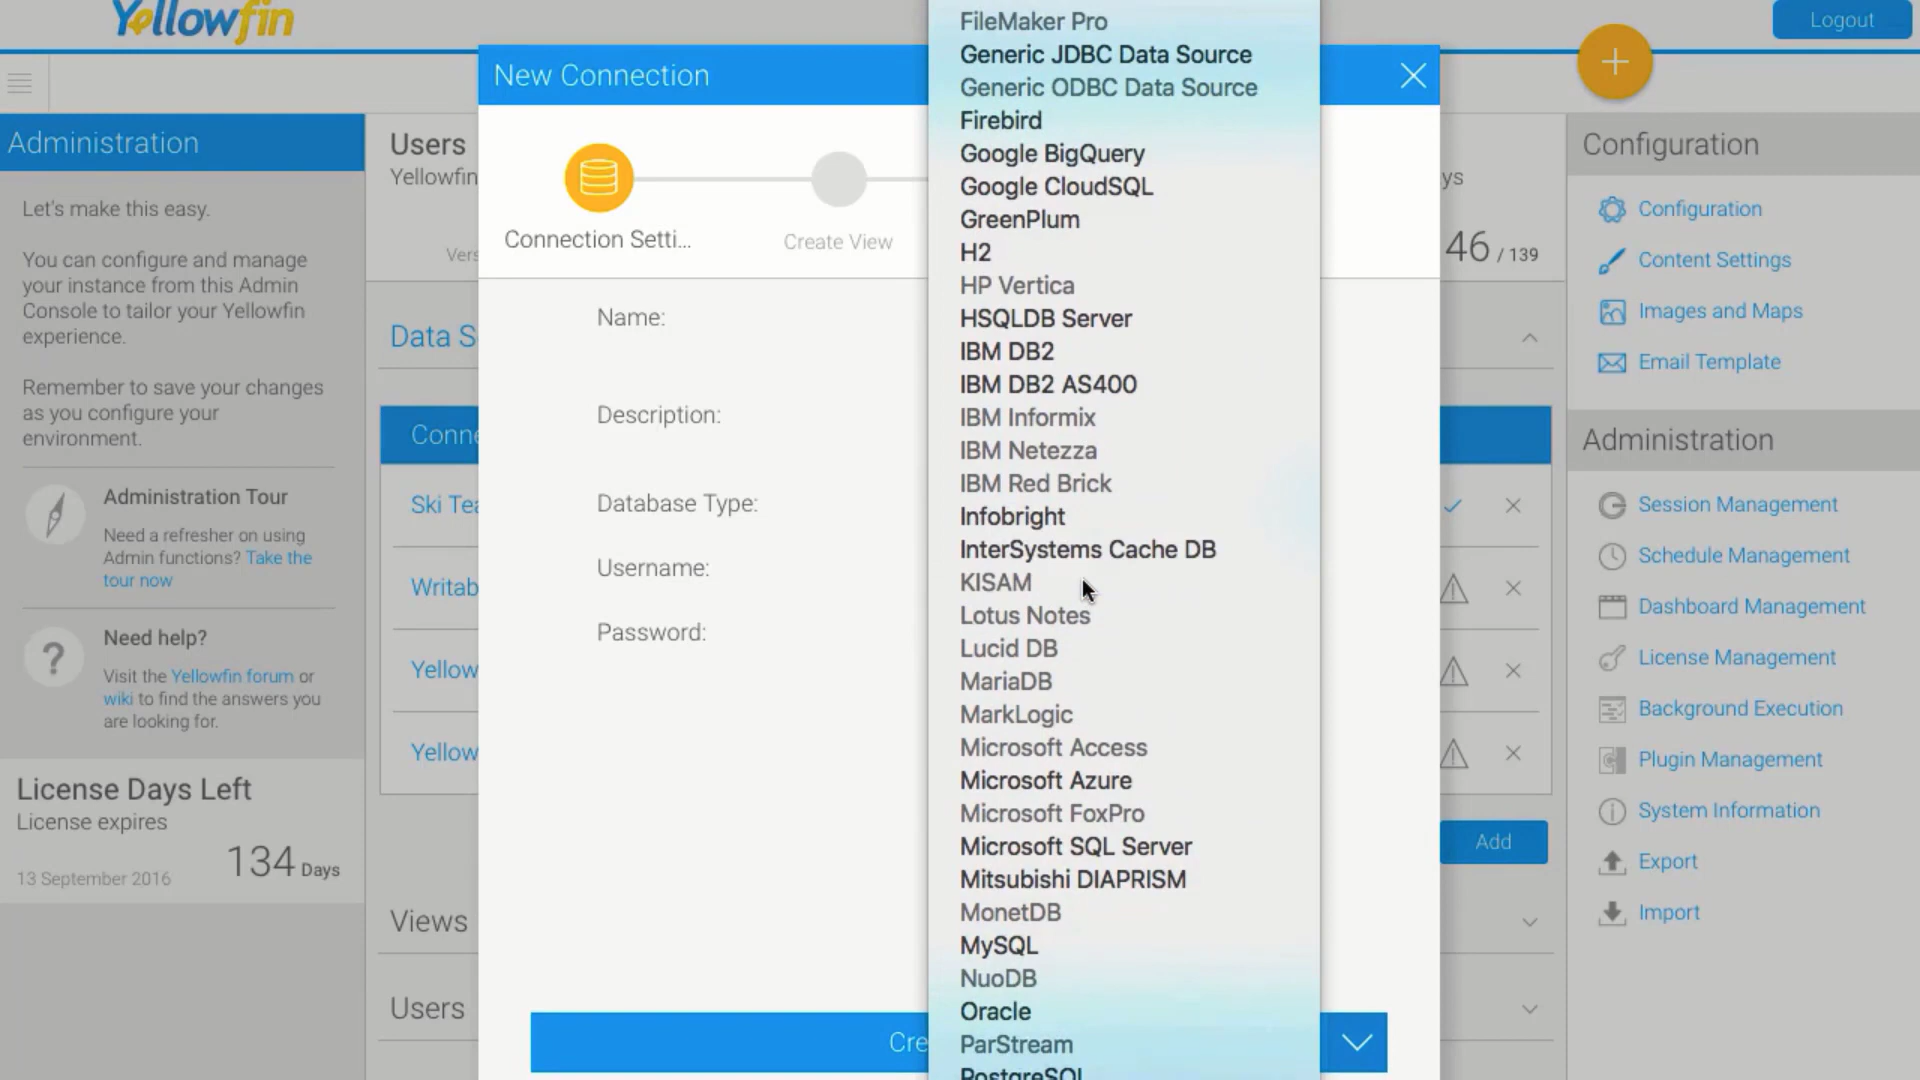 Yellowfin
Logout
New Connection
Administration
Let's make this easy.
You can configure and manage
your instance from this Admin
Console to tailor your Yellowfin
experience.
Remember to save your changes
as you configure your
environment.
Administration Tour
Need a refresher on using
Admin functions? Take the
tour now
Need help?
Visit the Yellowfin forum or
wiki to find the answers you
are looking for.
License Days Left
License expires
13 September 2016
134 Days
Users
Yellowfin
Vers
Data S
Conne
Ski Tea
Writab
Yellow
Yellow
Views
Users
Connection Setti...
Create View
Name:
Description:
Database Type:
Username:
Password:
Cre
FileMaker Pro
Generic JDBC Data Source
Generic ODBC Data Source
Firebird
Google BigQuery
Google CloudSQL
GreenPlum
H2
HP Vertica
HSQLDB Server
IBM DB2
IBM DB2 AS400
IBM Informix
IBM Netezza
IBM Red Brick
Infobright
InterSystems Cache DB
KISAM
Lotus Notes
Lucid DB
MariaDB
MarkLogic
Microsoft Access
Microsoft Azure
Microsoft FoxPro
Microsoft SQL Server
Mitsubishi DIAPRISM
MonetDB
MySQL
NuoDB
Oracle
ParStream
PostgreSQL
ys
46 / 139
Add
Configuration
Configuration
Content Settings
Images and Maps
Email Template
Administration
Session Management
Schedule Management
Dashboard Management
License Management
Background Execution
Plugin Management
System Information
Export
Import